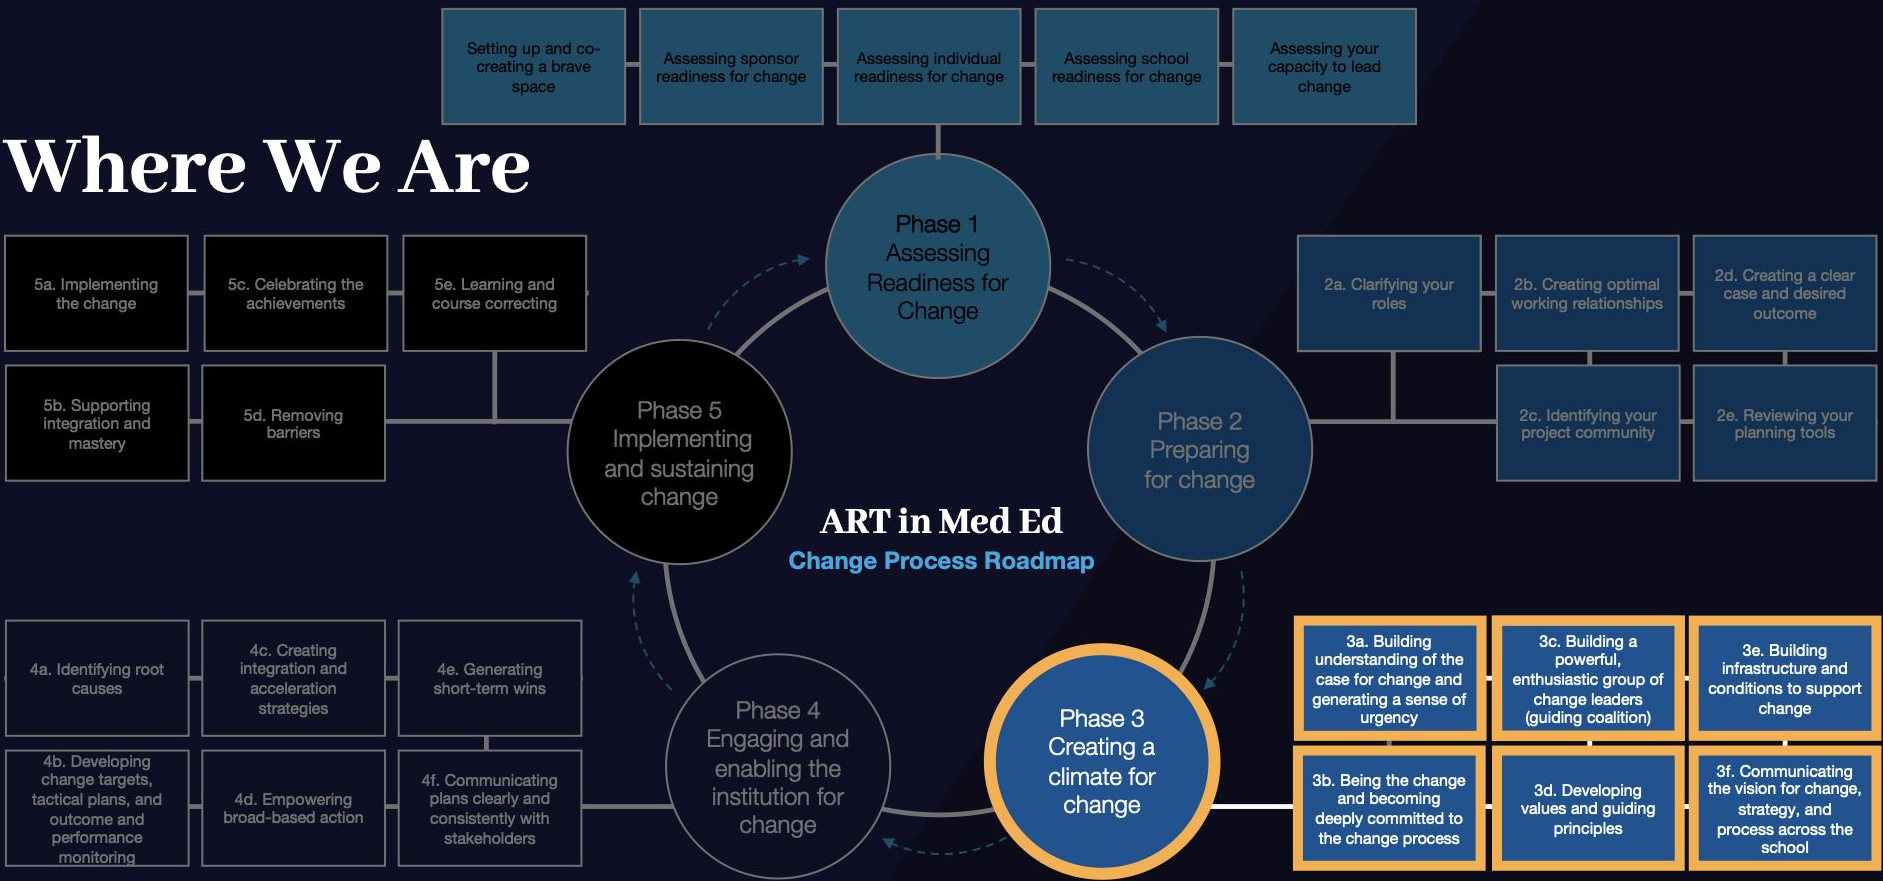 Setting up and co-
creating a brave
space
Assessing sponsor
readiness for change
Assessing individual
readiness for change
Assessing school
readiness for change
Assessing your
capacity to lead
change
Where We Are
Phase 1
Assessing
Readiness for
Change
5a. Implementing
the change
5c. Celebrating the
achievements
5e. Learning and
course correcting
5b. Supporting
integration and
mastery
5d. Removing
barriers
Phase 5
Implementing
and sustaining
change
2a. Clarifying your
roles
2b. Creating optimal
working relationships
2d. Creating a clear
case and desired
outcome
2c. Identifying your
project community
2e. Reviewing your
planning tools
Phase 2
Preparing
for change
ART in Med Ed
Change Process Roadmap
4a. Identifying root
causes
4c. Creating
integration and
acceleration
strategies
4e. Generating
short-term wins
4b. Developing
change targets,
tactical plans, and
outcome and
performance
monitoring
4d. Empowering
broad-based action
4f. Communicating
plans clearly and
consistently with
stakeholders
Phase 4
Engaging and
enabling the
institution for
change
Phase 3
Creating a
climate for
change
3a. Building
understanding of the
case for change and
generating a sense of
urgency
3c. Building a
powerful,
enthusiastic group of
change leaders
(guiding coalition)
3e. Building
infrastructure and
conditions to support
change
3b. Being the change
and becoming
deeply committed to
the change process
3d. Developing
values and guiding
principles
3f. Communicating
the vision for change,
strategy, and
process across the
school